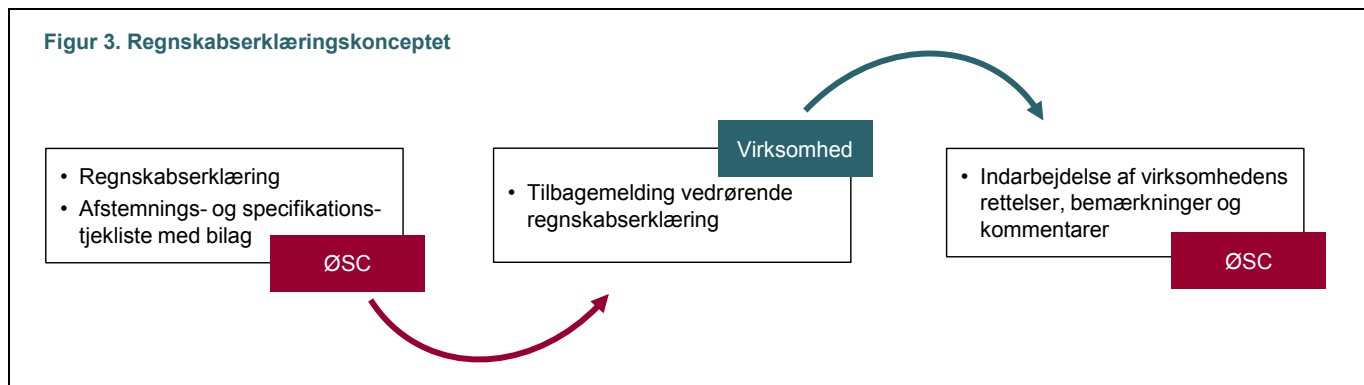 Figur 3. Regnskabserklæringskonceptet
• Regnskabserklæring
• Afstemnings- og specifikations-
tjekliste med bilag
ØSC
Virksomhed
• Tilbagemelding vedrørende
regnskabserklæring
• Indarbejdelse af virksomhedens
rettelser, bemærkninger og
kommentarer
ØSC